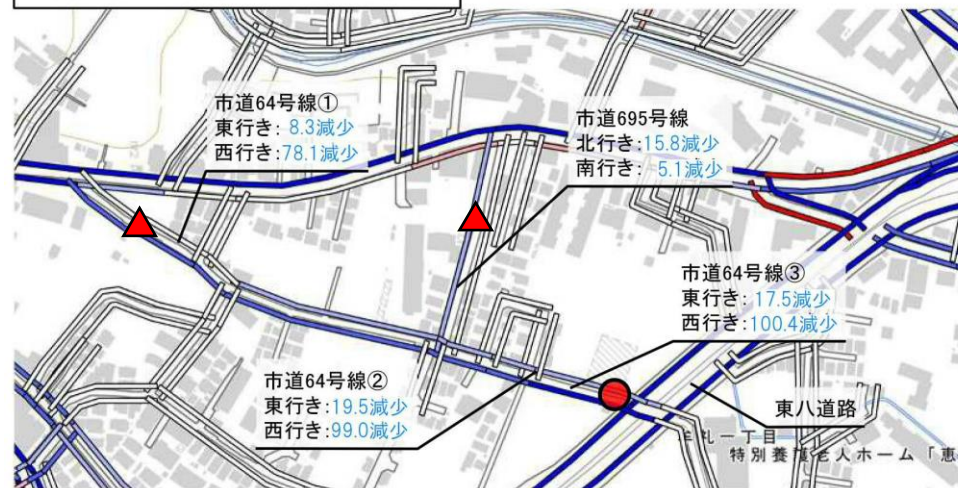 市道64号線①
東行き: 8.3減少
西行き:78.1減少
市道695号線
北行き:15.8減少
南行き: 5.1減少
市道64号線③
東行き: 17.5減少
西行き:100.4減少
市道64号線②
東行き:19.5減少
西行き:99.0減少
東八道路
牟礼一丁目
特別養護老人ホーム「恵